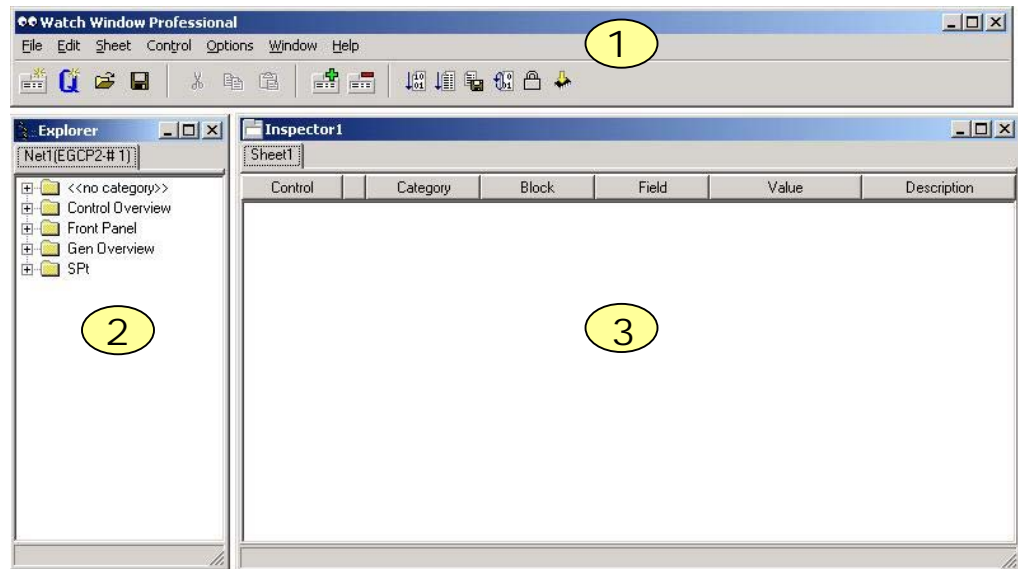 Watch Window Professional
File Edit Sheet Control Options Window Help
1
Explorer
Net1(EGCP2-# 1)
<<no category>>
Control Overview
Front Panel
Gen Overview
SPt
2
Inspector1
Sheet1
Control Category Block Field Value Description
3